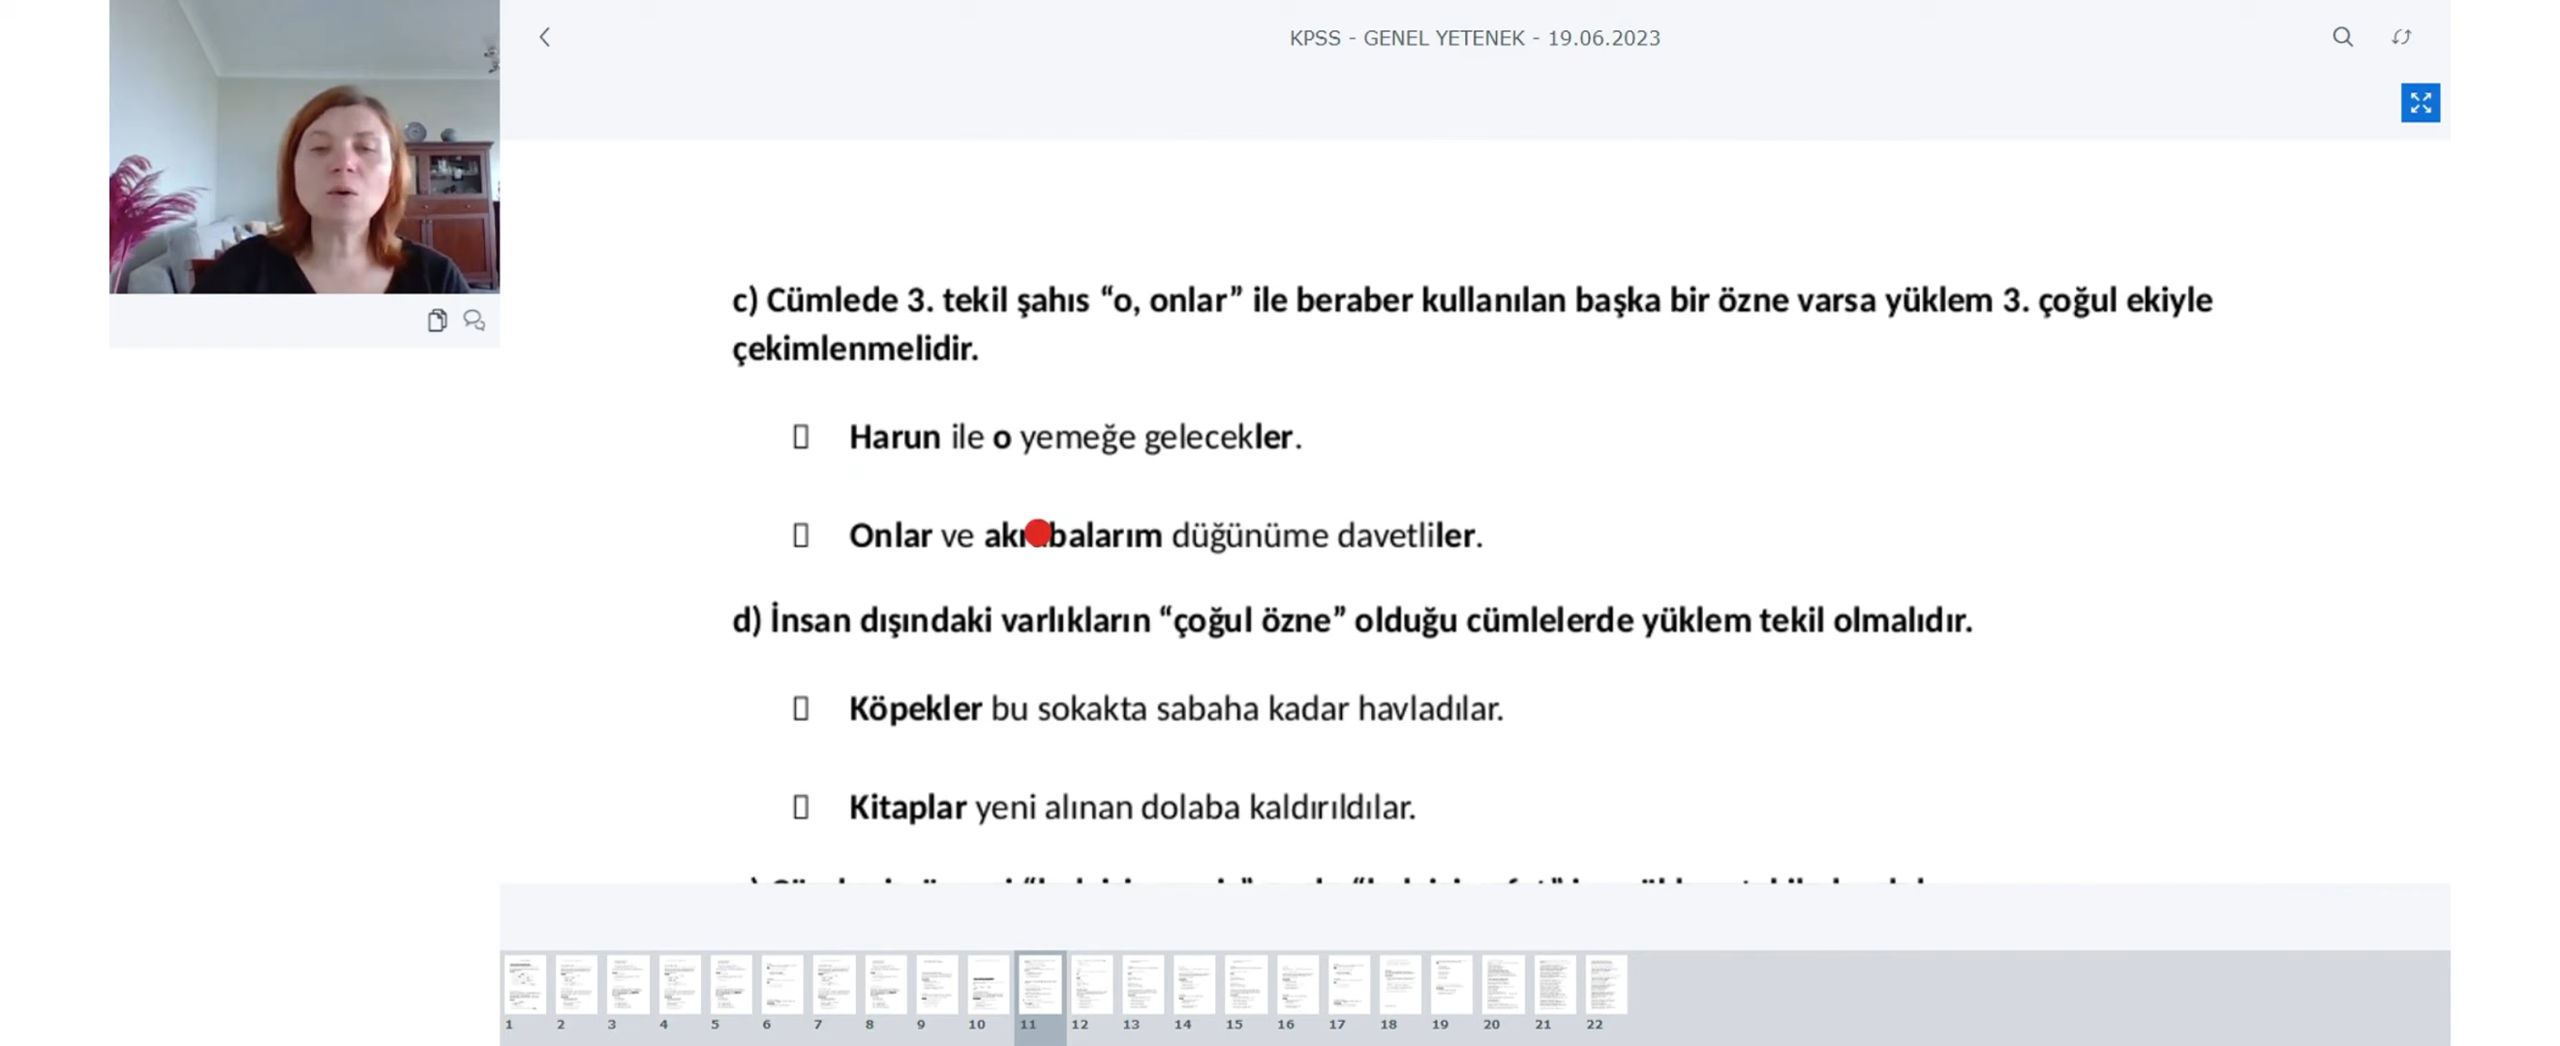 KPSS - GENEL YETENEK - 19.06.2023
c) Cümlede 3. tekil şahıs “o, onlar” ile beraber kullanılan başka bir özne varsa yüklem 3. çoğul ekiyle
çekimlenmelidir.
Harun ile o yemeğe gelecekler.
Onlar ve düğünüme davetliler.
d) İnsan dışındaki varlıkların “çoğul özne” olduğu cümlelerde yüklem tekil olmalıdır.
Köpekler bu sokakta sabaha kadar havladılar.
Kitaplar yeni alınan dolaba kaldırıldılar.
1 2 3 4 5 6 7 8 9 10 11 12 13 14 15 16 17 18 19 20 21 22